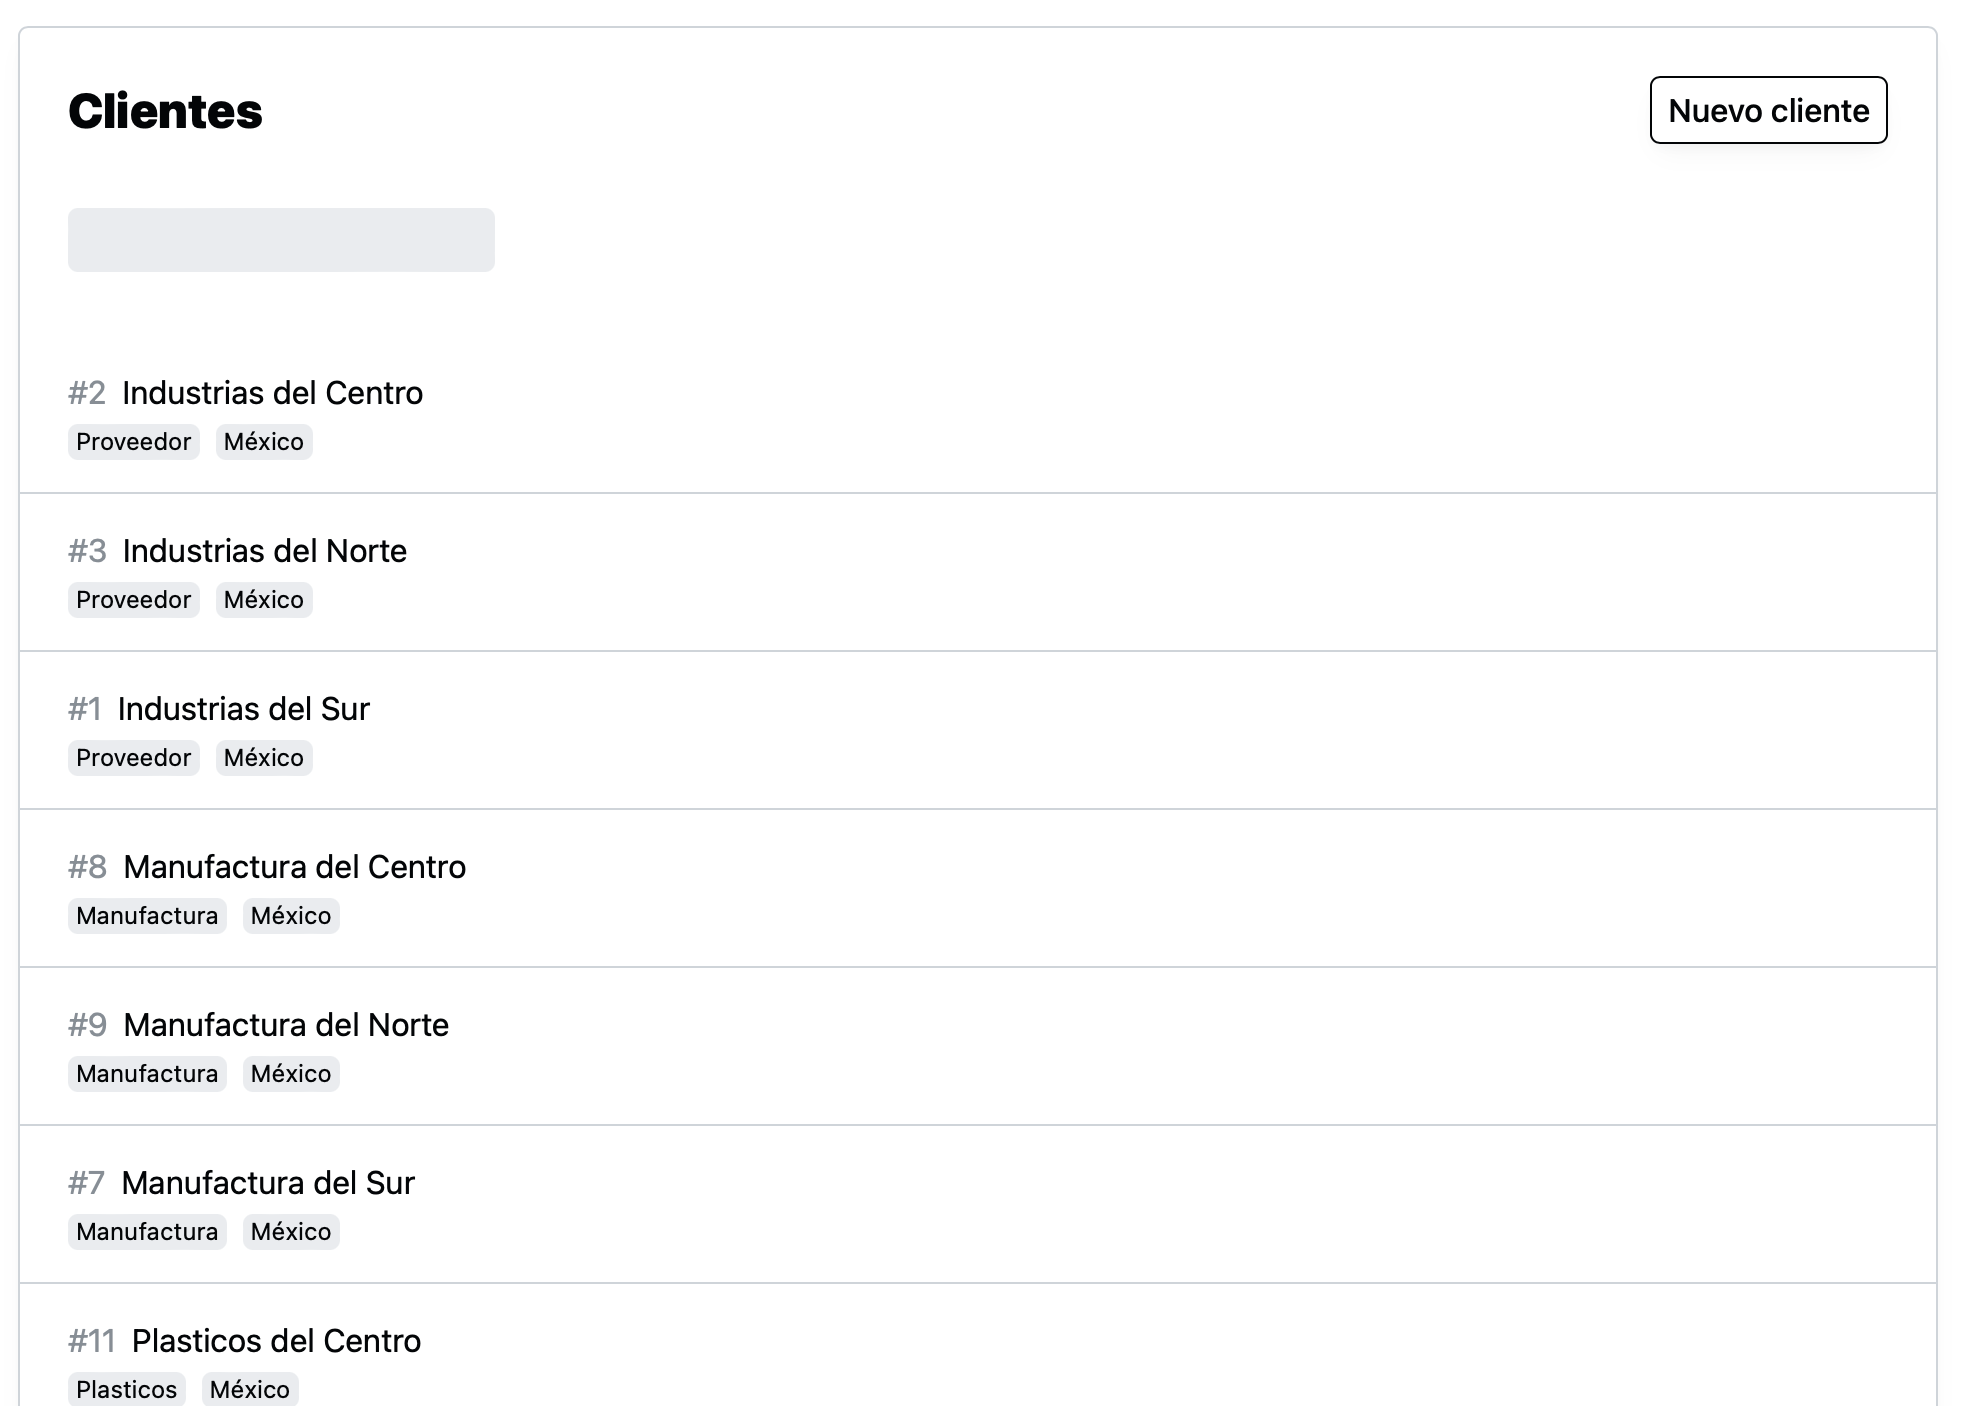 Clientes
Nuevo cliente
#2 Industrias del Centro
Proveedor México
#3 Industrias del Norte
Proveedor México
#1 Industrias del Sur
Proveedor México
#8 Manufactura del Centro
Manufactura México
#9 Manufactura del Norte
Manufactura México
#7 Manufactura del Sur
Manufactura México
#11 Plasticos del Centro
Plasticos México